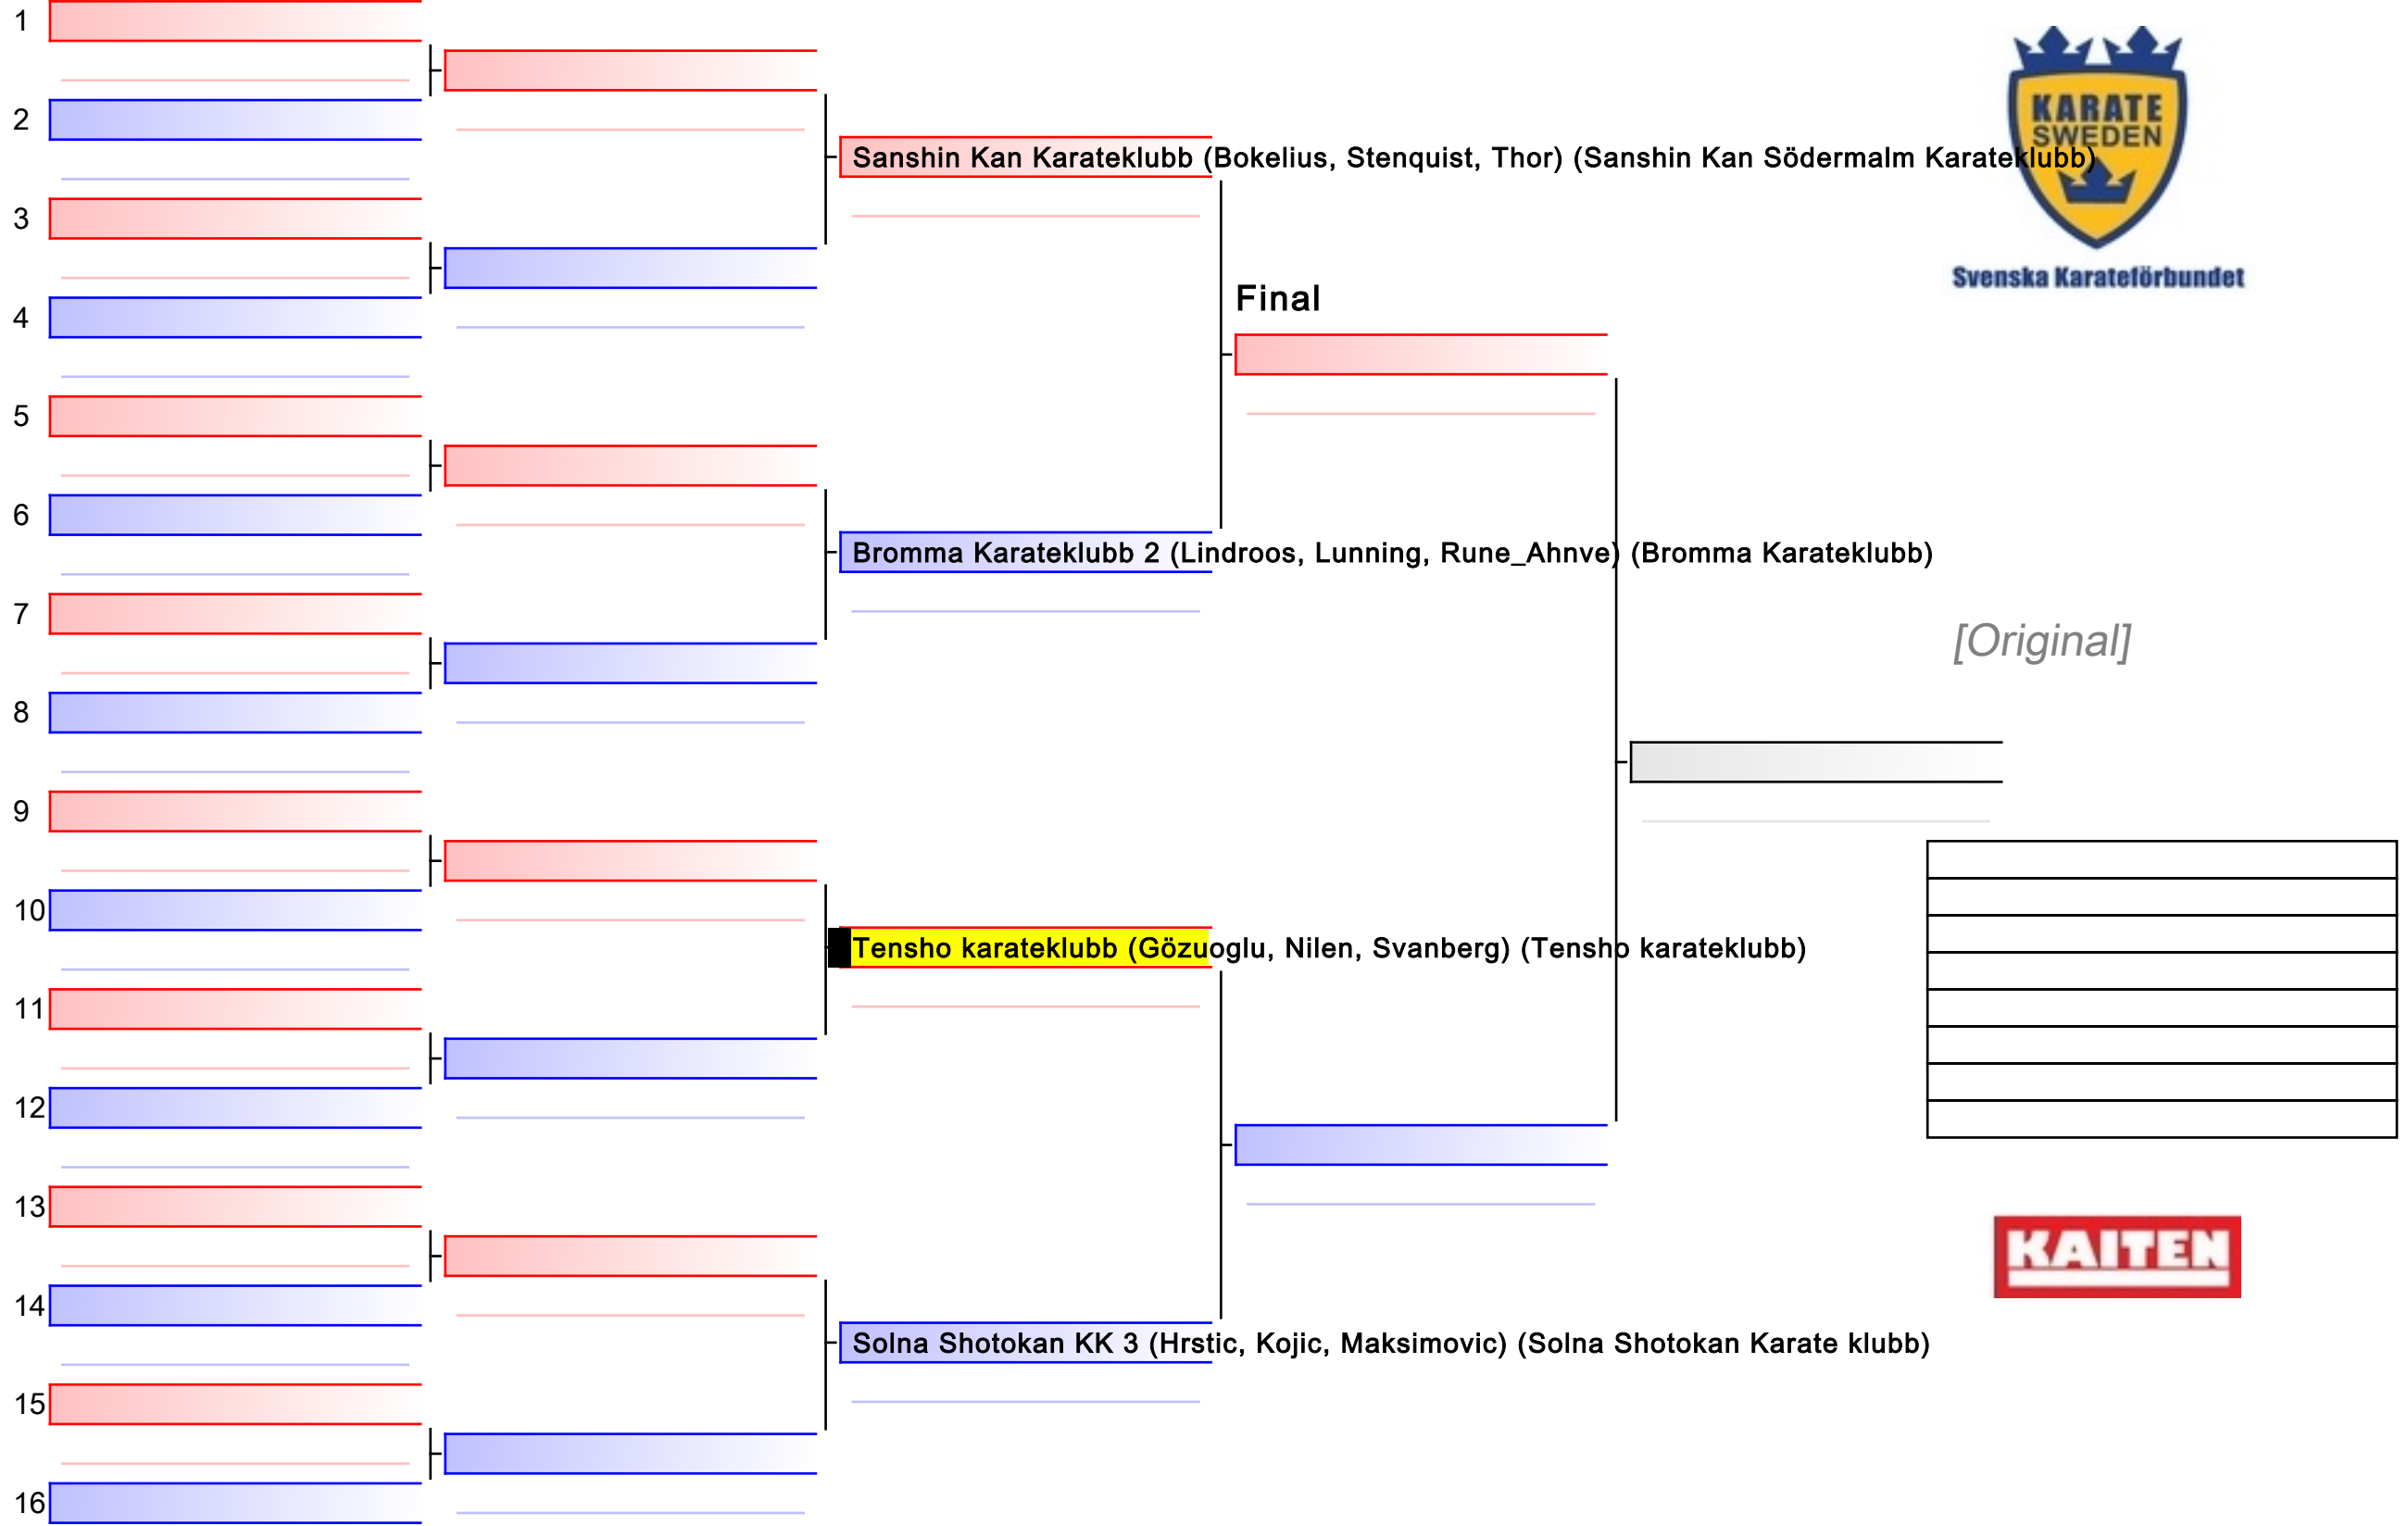 1
2
KARATE
SWEDEN
Sanshin Kan Karateklubb (Bokelius, Stenquist, Thor) (Sanshin Kan Södermalm Karateklubb)
3
Svenska Karateförbundet
Final
4
5
6
Bromma Karateklubb 2 (Lindroos, Lunning, Rune_Ahnve) (Bromma Karateklubb)
7
[Original]
8
9
10
Tensho karateklubb (Gözuoglu, Nilen, Svanberg) (Tensho karateklubb)
11
12
13
KAITEN
14
Solna Shotokan KK 3 (Hrstic, Kojic, Maksimovic) (Solna Shotokan Karate klubb)
15
16